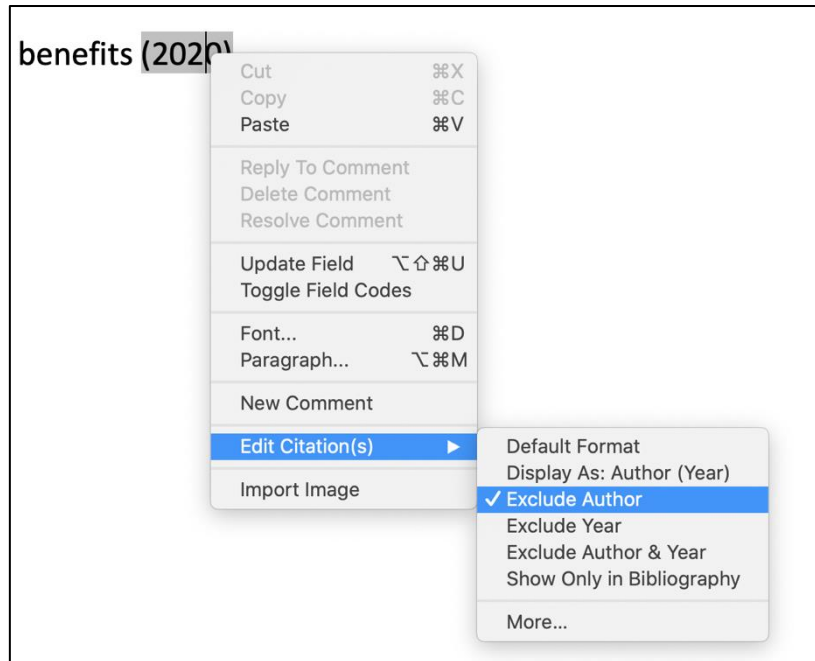 benefits (2020)
Cut ⌘X
Copy ⌘C
Paste ⌘V
Reply To Comment
Delete Comment
Resolve Comment
Update Field ⌥⇧⌘U
Toggle Field Codes
Font... ⌘D
Paragraph... ⌥⌘M
New Comment
Edit Citation(s) ▶
Import Image
Default Format
Display As: Author (Year)
✓ Exclude Author
Exclude Year
Exclude Author & Year
Show Only in Bibliography
More...